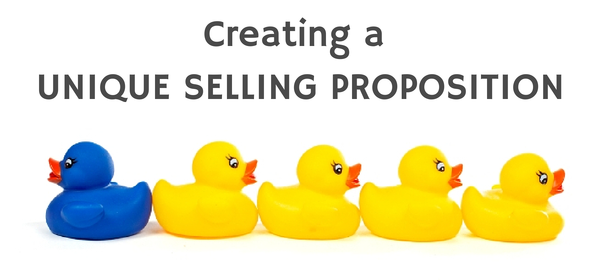 Creating a
UNIQUE SELLING PROPOSITION